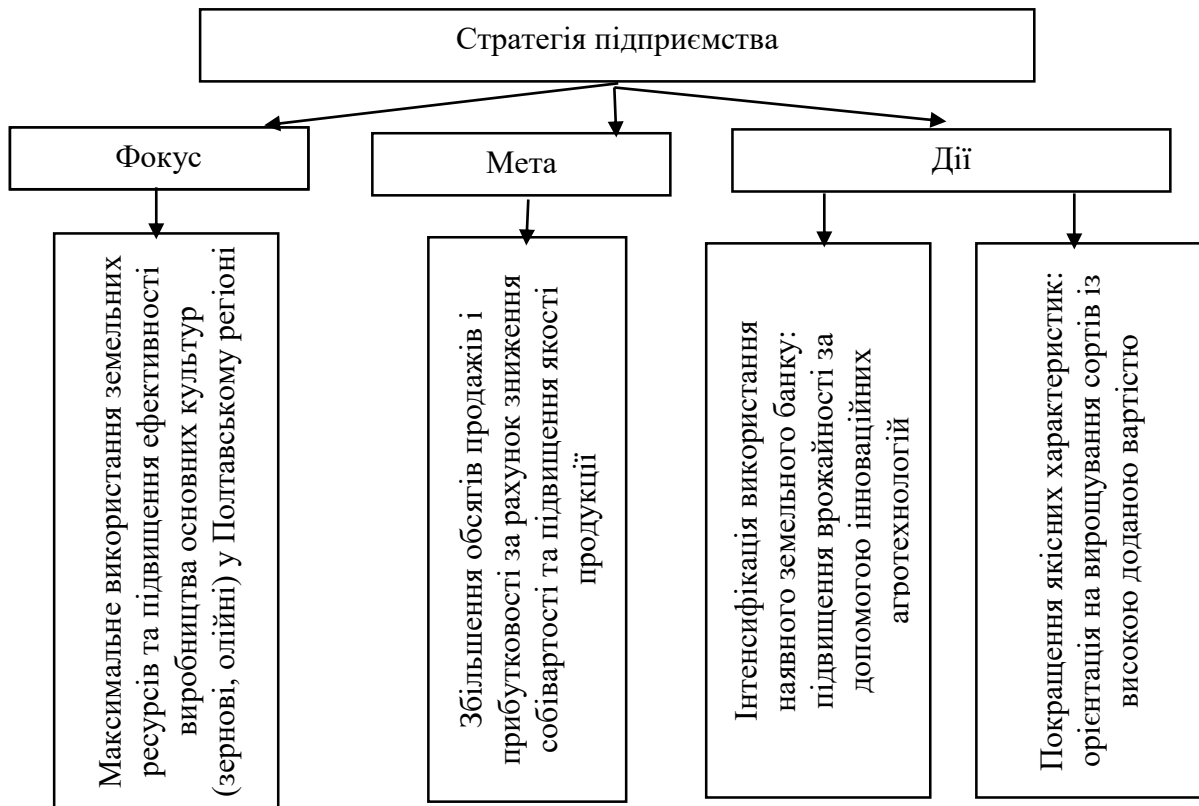 Стратегія підприємства
Фокус
Мета
Дії
Максимальне використання земельних
ресурсів та підвищення ефективності
виробництва основних культур
(зернові, олійні) у Полтавському регіоні
Збільшення обсягів продажів і
прибутковості за рахунок зниження
собівартості та підвищення якості
продукції
Інтенсифікація використання
наявного земельного банку:
підвищення врожайності за
допомогою інноваційних
агротехнологій
Покращення якісних характеристик:
орієнтація на вирощування сортів із
високою доданою вартістю